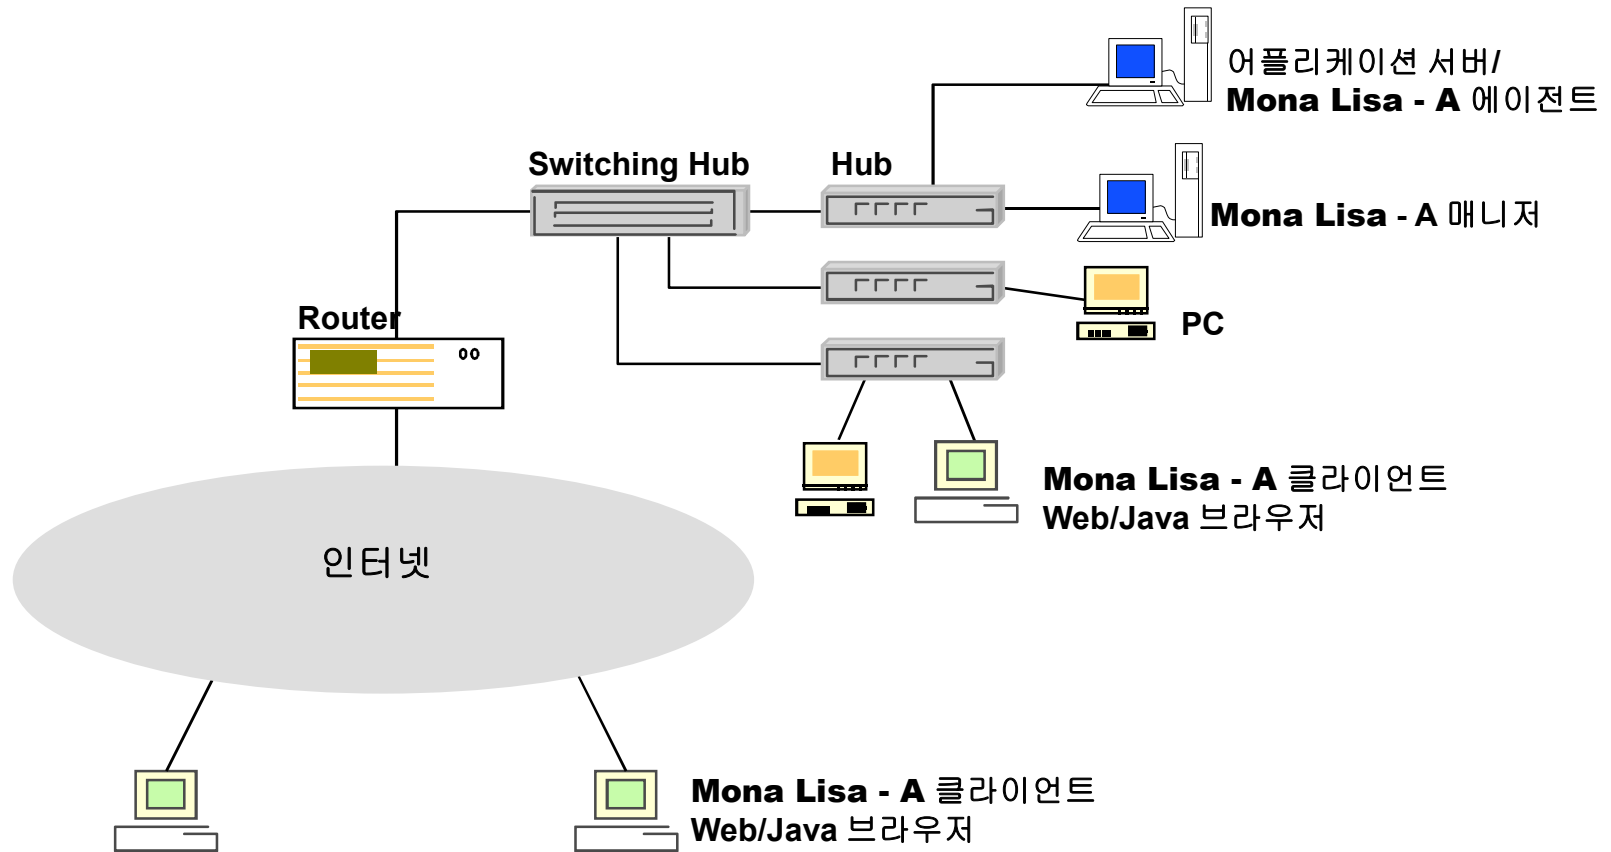 어플리케이션 서버/
Mona Lisa - A 에이전트
Switching Hub
Hub
Mona Lisa - A 매니저
Router
PC
Mona Lisa - A 클라이언트
Web/Java 브라우저
인터넷
Mona Lisa - A 클라이언트
Web/Java 브라우저